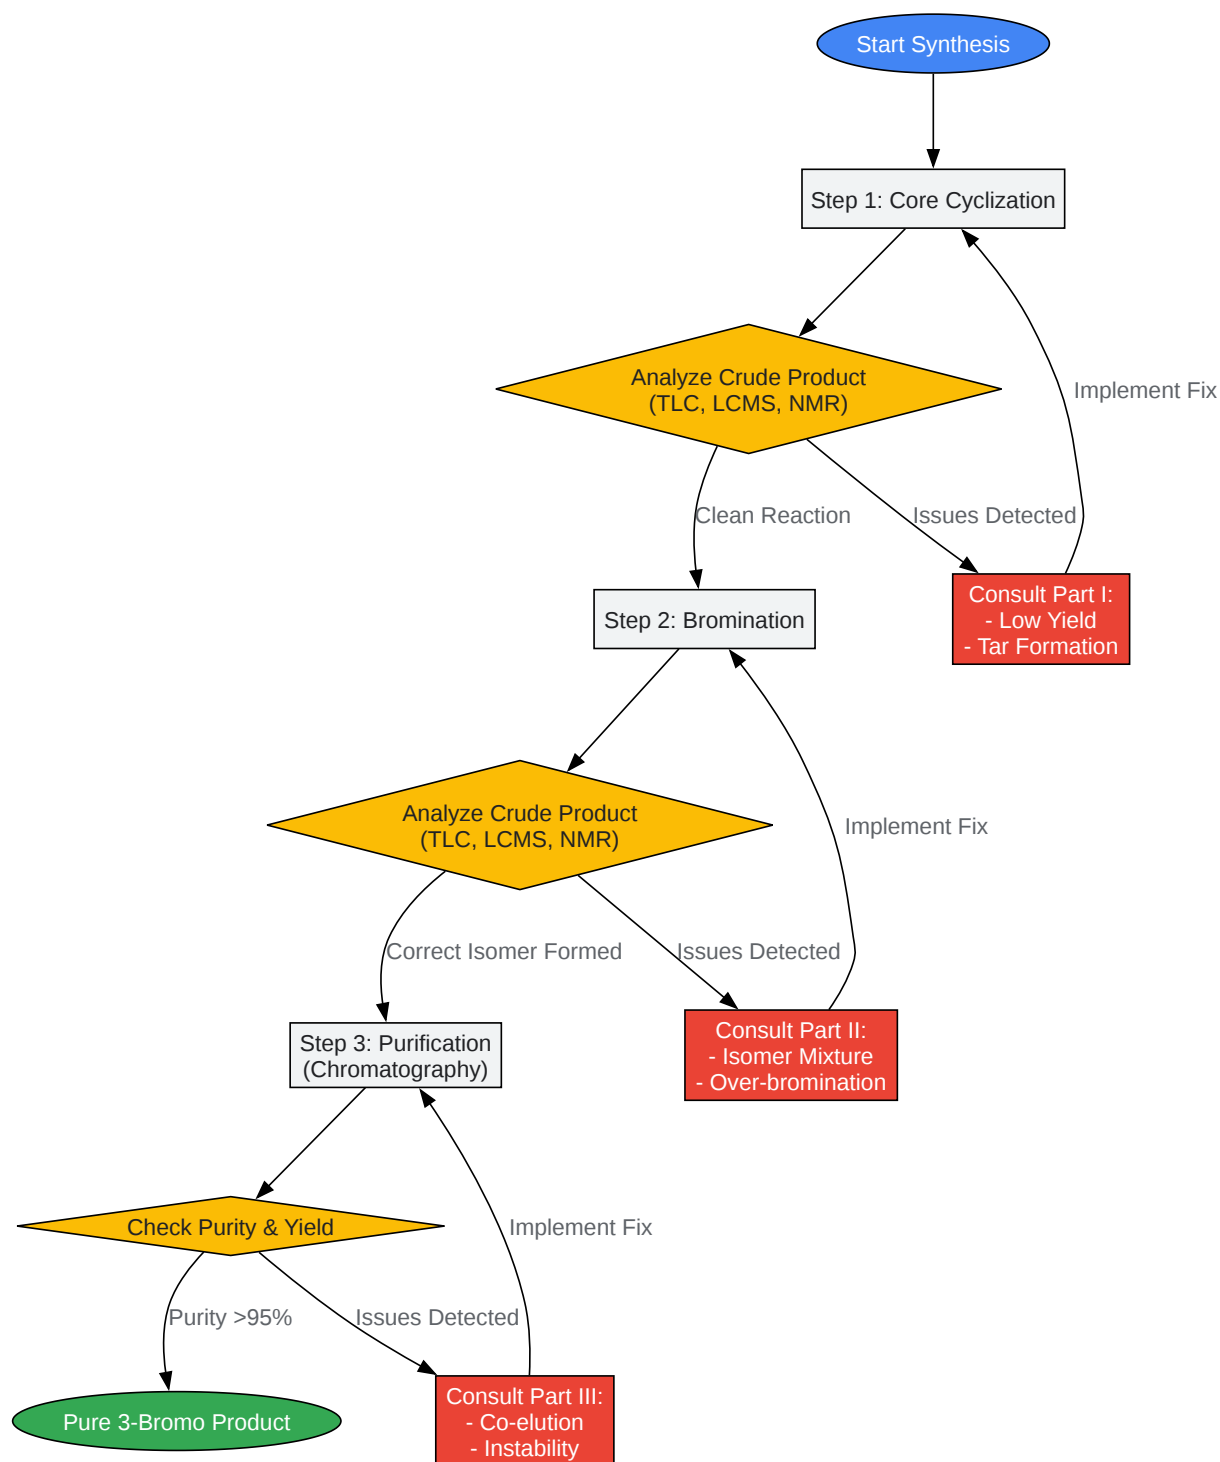 Start Synthesis
Step 1: Core Cyclization
Analyze Crude Product
(TLC, LCMS, NMR)
Implement Fix
Clean Reaction
Issues Detected
Consult Part I:
- Low Yield
- Tar Formation
Step 2: Bromination
Analyze Crude Product
(TLC, LCMS, NMR)
Implement Fix
Correct Isomer Formed
Issues Detected
Consult Part II:
- Isomer Mixture
- Over-bromination
Step 3: Purification
(Chromatography)
Check Purity & Yield
Implement Fix
Purity >95%
Issues Detected
Pure 3-Bromo Product
Consult Part III:
- Co-elution
- Instability